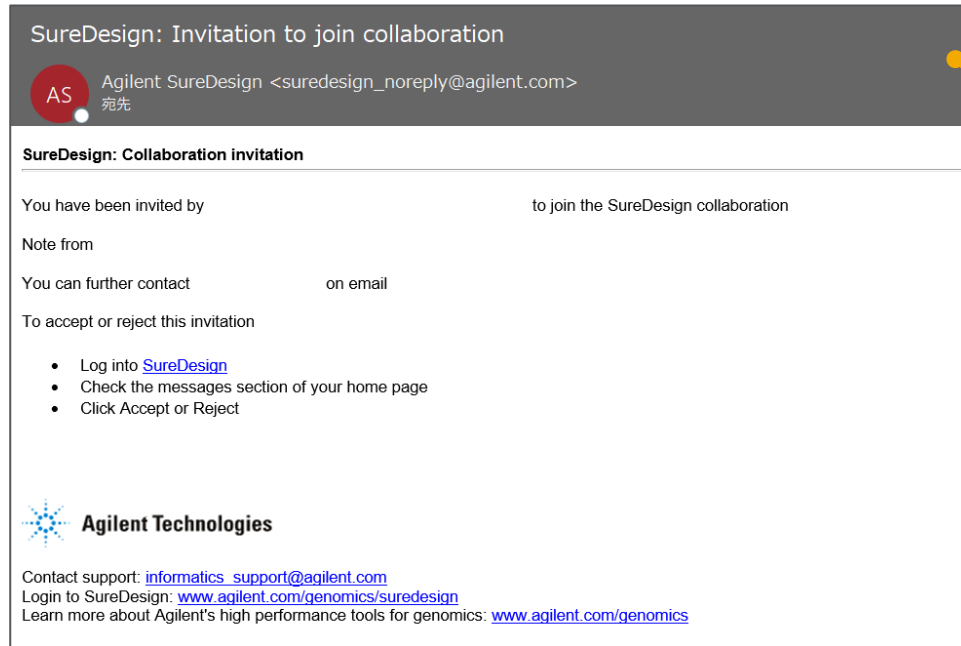 SureDesign: Invitation to join collaboration
AS
Agilent SureDesign <suredesign_noreply@agilent.com>
宛先
SureDesign: Collaboration invitation
You have been invited by to join the SureDesign collaboration
Note from
You can further contact on email
To accept or reject this invitation
• Log into SureDesign
• Check the messages section of your home page
• Click Accept or Reject
Agilent Technologies
Contact support: informatics_support@agilent.com
Login to SureDesign: www.agilent.com/genomics/suredesign
Learn more about Agilent's high performance tools for genomics: www.agilent.com/genomics